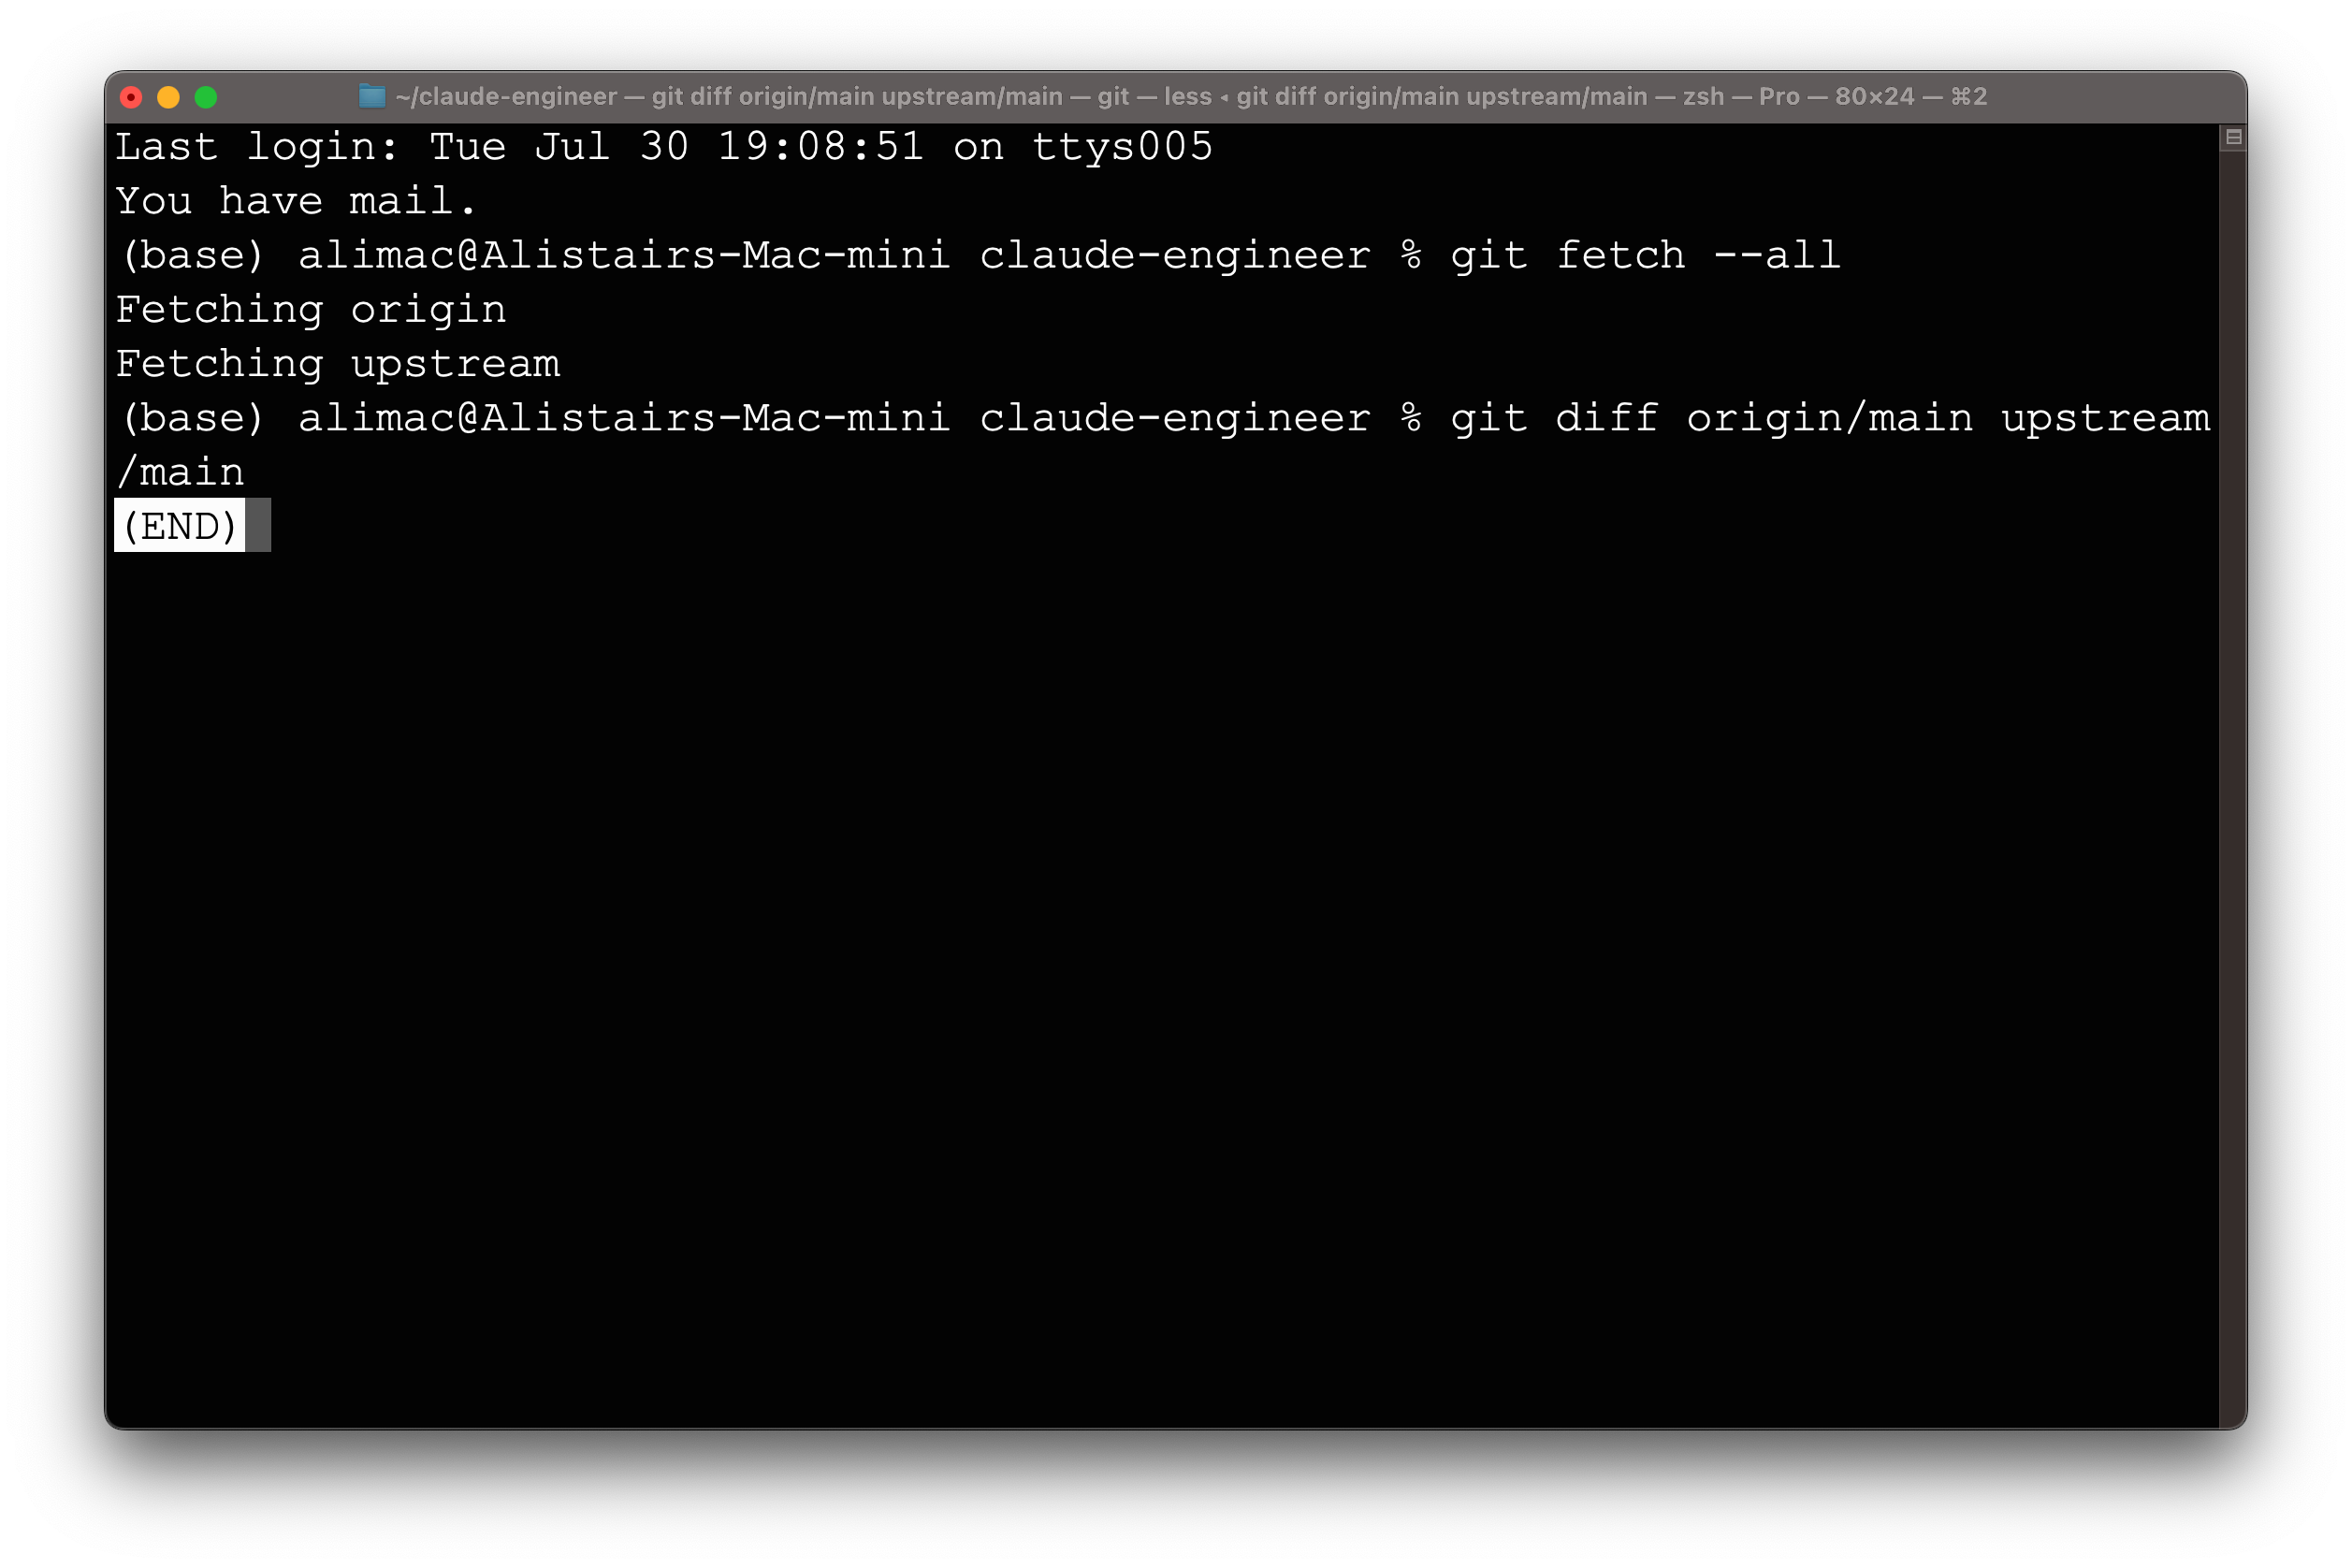 ~/claude-engineer — git diff origin/main upstream/main — git — less ◂ git diff origin/main upstream/main — zsh — Pro — 80×24 — ⌘2
Last login: Tue Jul 30 19:08:51 on ttys005
You have mail.
(base) alimac@Alistairs-Mac-mini claude-engineer % git fetch --all
Fetching origin
Fetching upstream
(base) alimac@Alistairs-Mac-mini claude-engineer % git diff origin/main upstream
/main
(END)